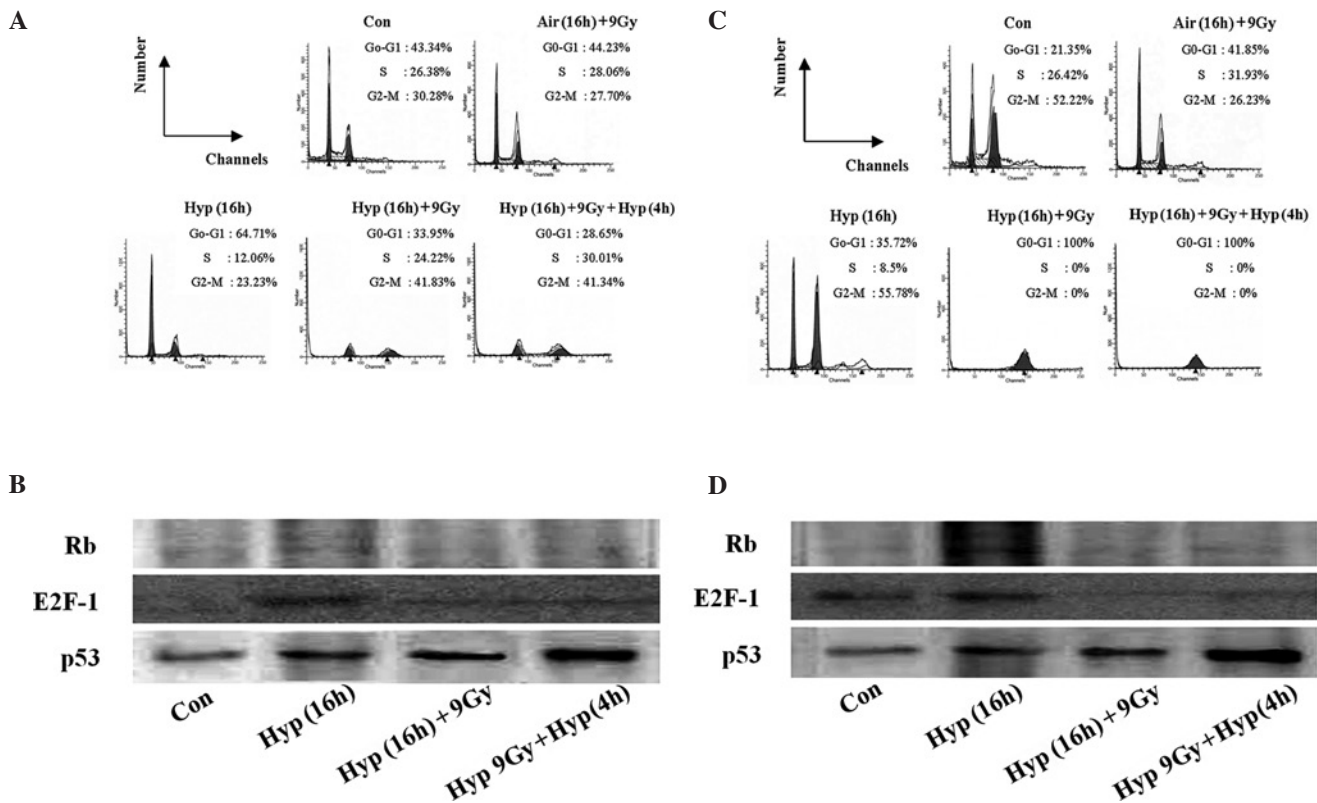 A
Con
Go-G1 : 43.34%
S : 26.38%
G2-M : 30.28%
Air (16h) +9Gy
G0-G1 : 44.23%
S : 28.06%
G2-M : 27.70%
Number
Channels
Hyp (16h)
Go-G1 : 64.71%
S : 12.06%
G2-M : 23.23%
Hyp (16h) +9Gy
G0-G1 : 33.95%
S : 24.22%
G2-M : 41.83%
Hyp (16h) +9Gy +Hyp (4h)
G0-G1 : 28.65%
S : 30.01%
G2-M : 41.34%
C
Con
Go-G1 : 21.35%
S : 26.42%
G2-M : 52.22%
Air (16h) +9Gy
G0-G1 : 41.85%
S : 31.93%
G2-M : 26.23%
Number
Channels
Hyp (16h)
Go-G1 : 35.72%
S : 8.5%
G2-M : 55.78%
Hyp (16h) +9Gy
G0-G1 : 100%
S : 0%
G2-M : 0%
Hyp (16h) +9Gy +Hyp (4h)
G0-G1 : 100%
S : 0%
G2-M : 0%
B
Rb
E2F-1
p53
Con
Hyp (16h)
Hyp (16h) +9Gy
Hyp 9Gy+Hyp (4h)
D
Rb
E2F-1
p53
Con
Hyp (16h)
Hyp (16h) +9Gy
Hyp 9Gy+Hyp (4h)